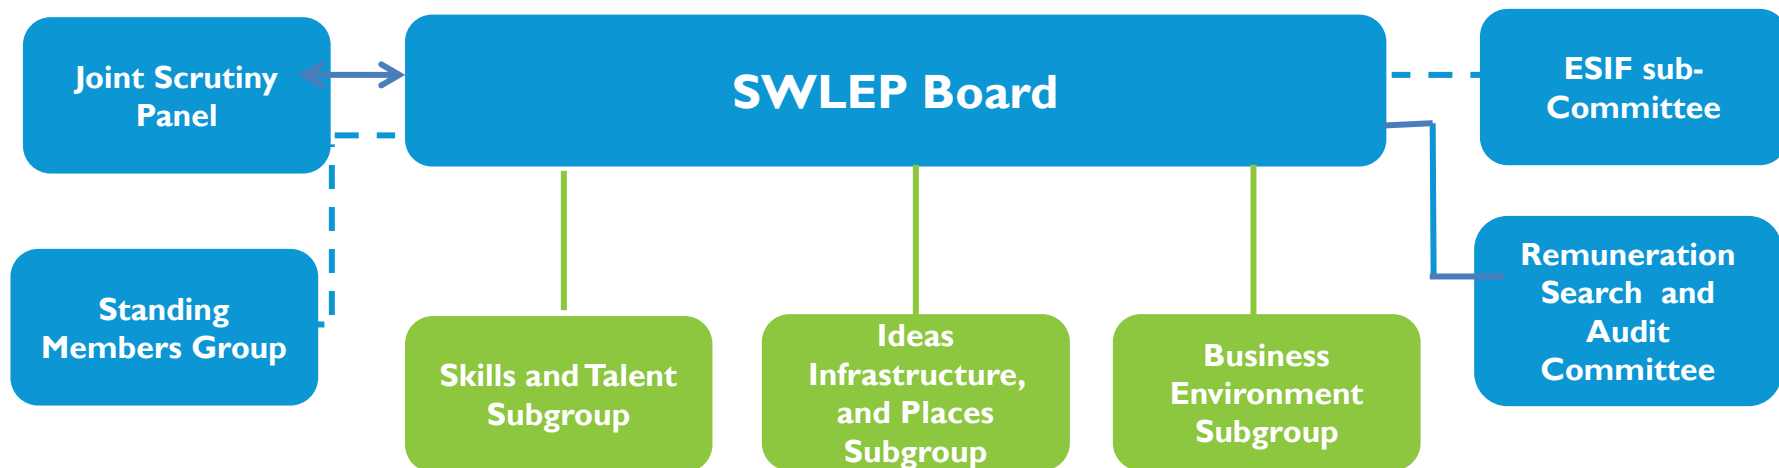 Joint Scrutiny
Panel
SWLEP Board
ESIF sub-
Committee
Standing
Members Group
Skills and Talent
Subgroup
Ideas
Infrastructure,
and Places
Subgroup
Business
Environment
Subgroup
Remuneration
Search and
Audit
Committee